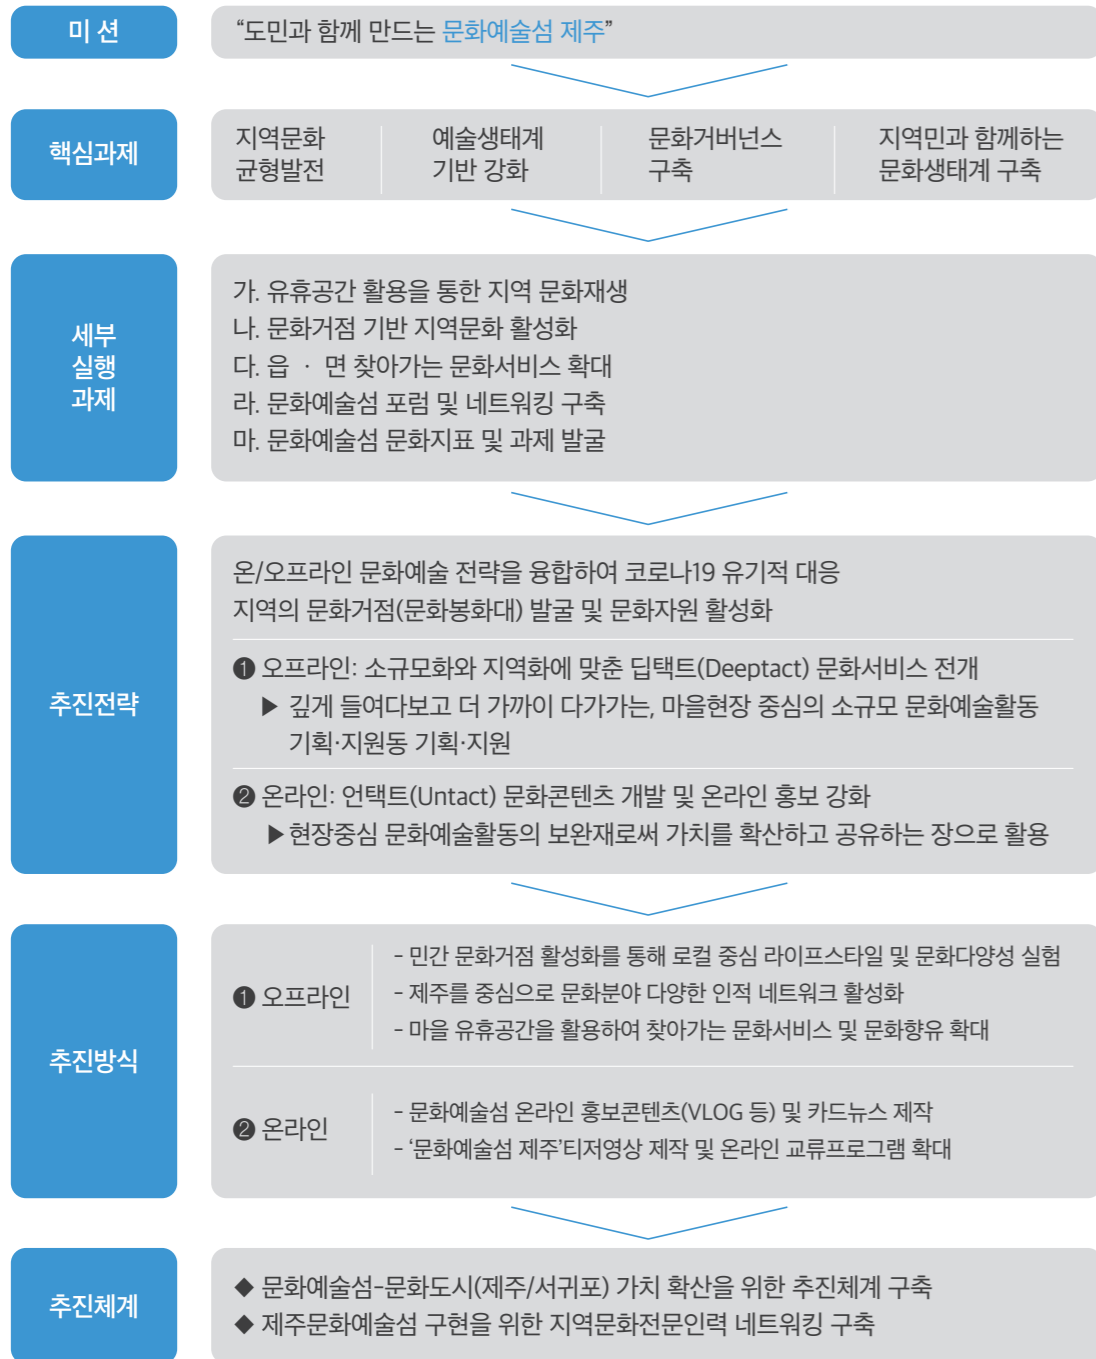 미 션
“도민과 함께 만드는 문화예술섬 제주”
핵심과제
지역문화
균형발전
예술생태계
기반 강화
문화거버넌스
구축
지역민과 함께하는
문화생태계 구축
세부
실행
과제
가. 유휴공간 활용을 통한 지역 문화재생
나. 문화거점 기반 지역문화 활성화
다. 읍 · 면 찾아가는 문화서비스 확대
라. 문화예술섬 포럼 및 네트워킹 구축
마. 문화예술섬 문화지표 및 과제 발굴
추진전략
온/오프라인 문화예술 전략을 융합하여 코로나19 유기적 대응
지역의 문화거점(문화봉화대) 발굴 및 문화자원 활성화
❶ 오프라인: 소규모화와 지역화에 맞춘 딥택트(Deeptact) 문화서비스 전개
▶ 깊게 들여다보고 더 가까이 다가가는, 마을현장 중심의 소규모 문화예술활동
기획·지원동 기획·지원
❷ 온라인: 언택트(Untact) 문화콘텐츠 개발 및 온라인 홍보 강화
▶현장중심 문화예술활동의 보완재로써 가치를 확산하고 공유하는 장으로 활용
추진방식
❶ 오프라인
- 민간 문화거점 활성화를 통해 로컬 중심 라이프스타일 및 문화다양성 실험
- 제주를 중심으로 문화분야 다양한 인적 네트워크 활성화
- 마을 유휴공간을 활용하여 찾아가는 문화서비스 및 문화향유 확대
❷ 온라인
- 문화예술섬 온라인 홍보콘텐츠(VLOG 등) 및 카드뉴스 제작
- ‘문화예술섬 제주’티저영상 제작 및 온라인 교류프로그램 확대
추진체계
◆ 문화예술섬-문화도시(제주/서귀포) 가치 확산을 위한 추진체계 구축
◆ 제주문화예술섬 구현을 위한 지역문화전문인력 네트워킹 구축